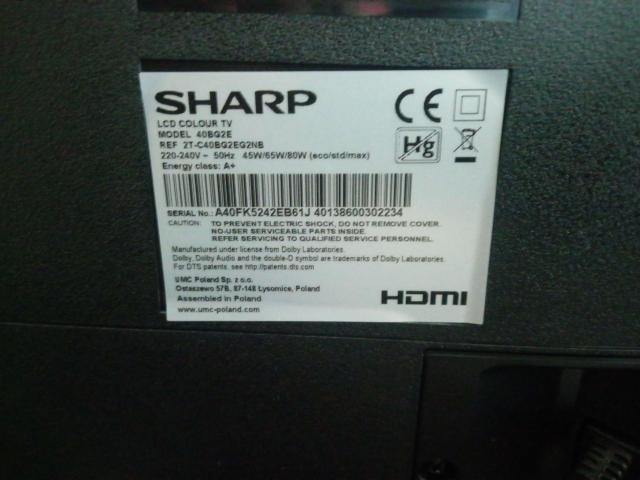 SHARP
LCD COLOUR TV
MODEL 40BG2E
REF 2T-C40BG2EG2NB
220-240V ~ 50Hz 45W/65W/80W (eco/std/max)
Energy class: A+
CE
Hg
SERIAL No.: A40FK5242EB61J 40138600302234
CAUTION: TO PREVENT ELECTRIC SHOCK, DO NOT REMOVE COVER.
NO-USER SERVICEABLE PARTS INSIDE.
REFER SERVICING TO QUALIFIED SERVICE PERSONNEL.
Manufactured under license from Dolby Laboratories.
Dolby, Dolby Audio and the double-D symbol are trademarks of Dolby Laboratories.
For DTS patents, see http://patents.dts.com
UMC Poland Sp. z o.o.
Ostaszewo 57B, 87-148 Łysomice, Poland
Assembled in Poland
www.umc-poland.com
HDMI